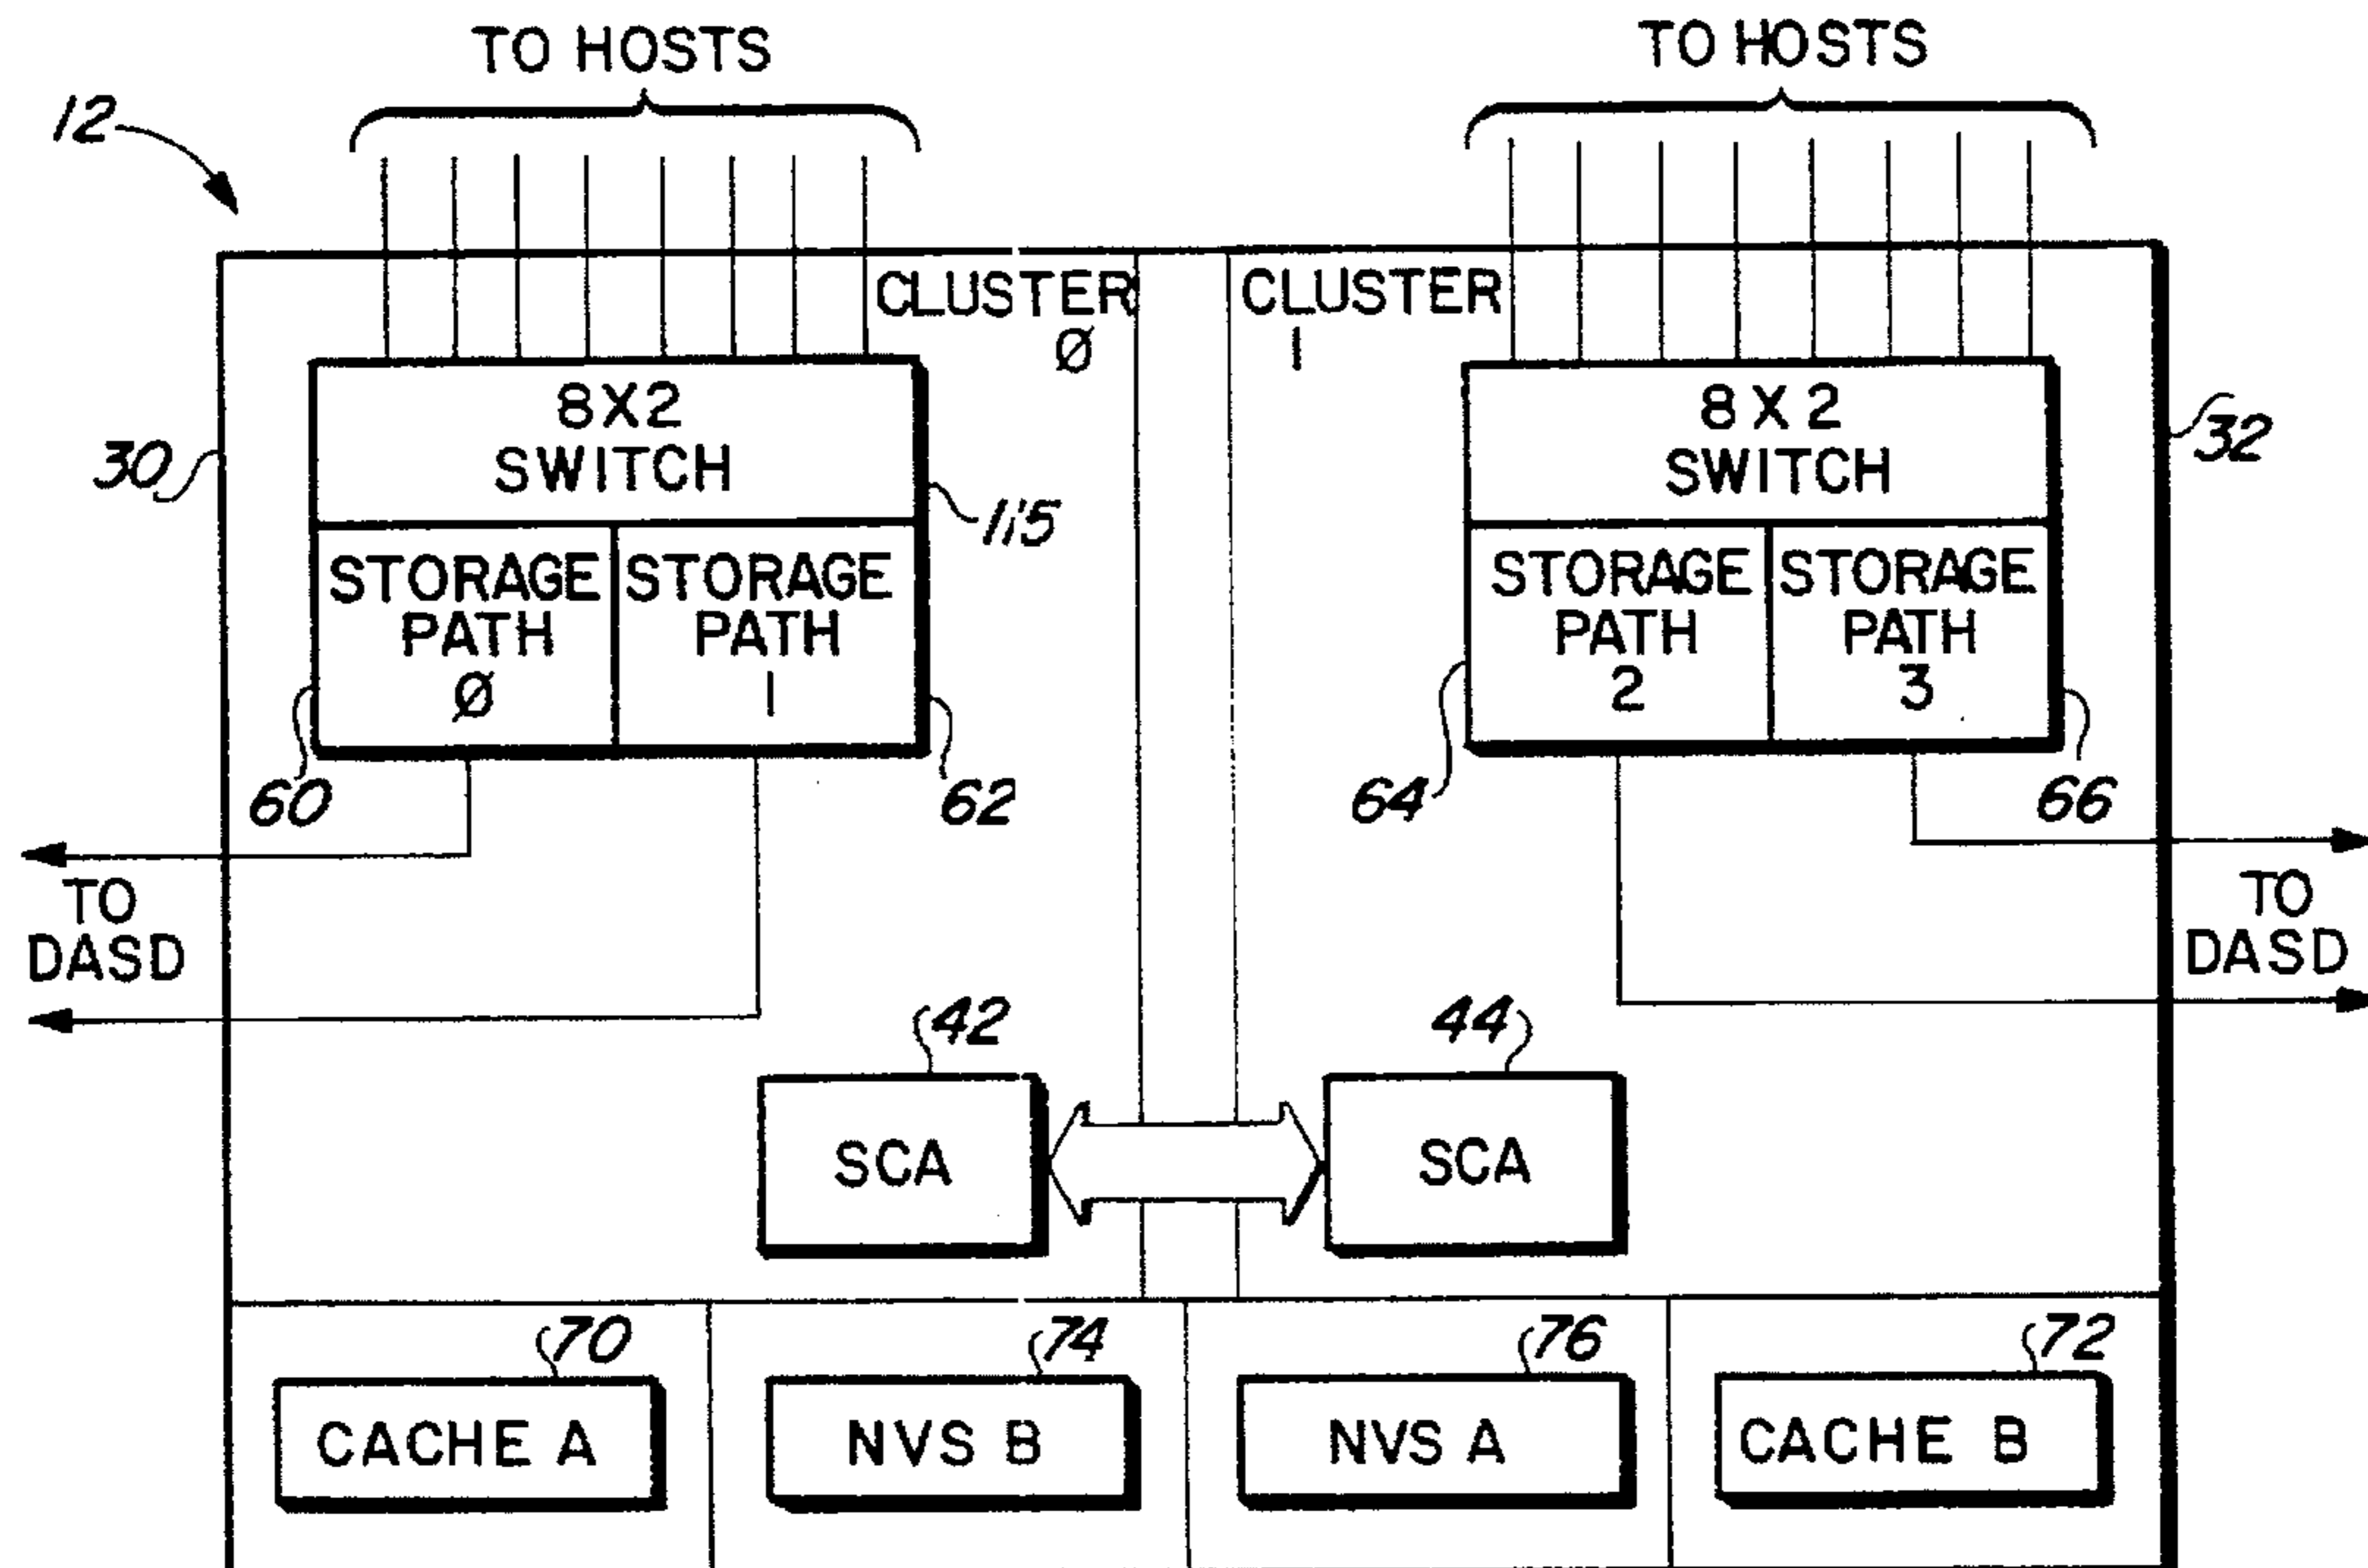 TO HOSTS
TO HOSTS
12
CLUSTER
Ø
CLUSTER
1
30
8X2
SWITCH
115
8X2
SWITCH
32
STORAGE
PATH
Ø
STORAGE
PATH
1
STORAGE
PATH
2
STORAGE
PATH
3
60
62
64
66
TO
DASD
TO
DASD
42
44
SCA
SCA
70
74
76
72
CACHE A
NVS B
NVS A
CACHE B